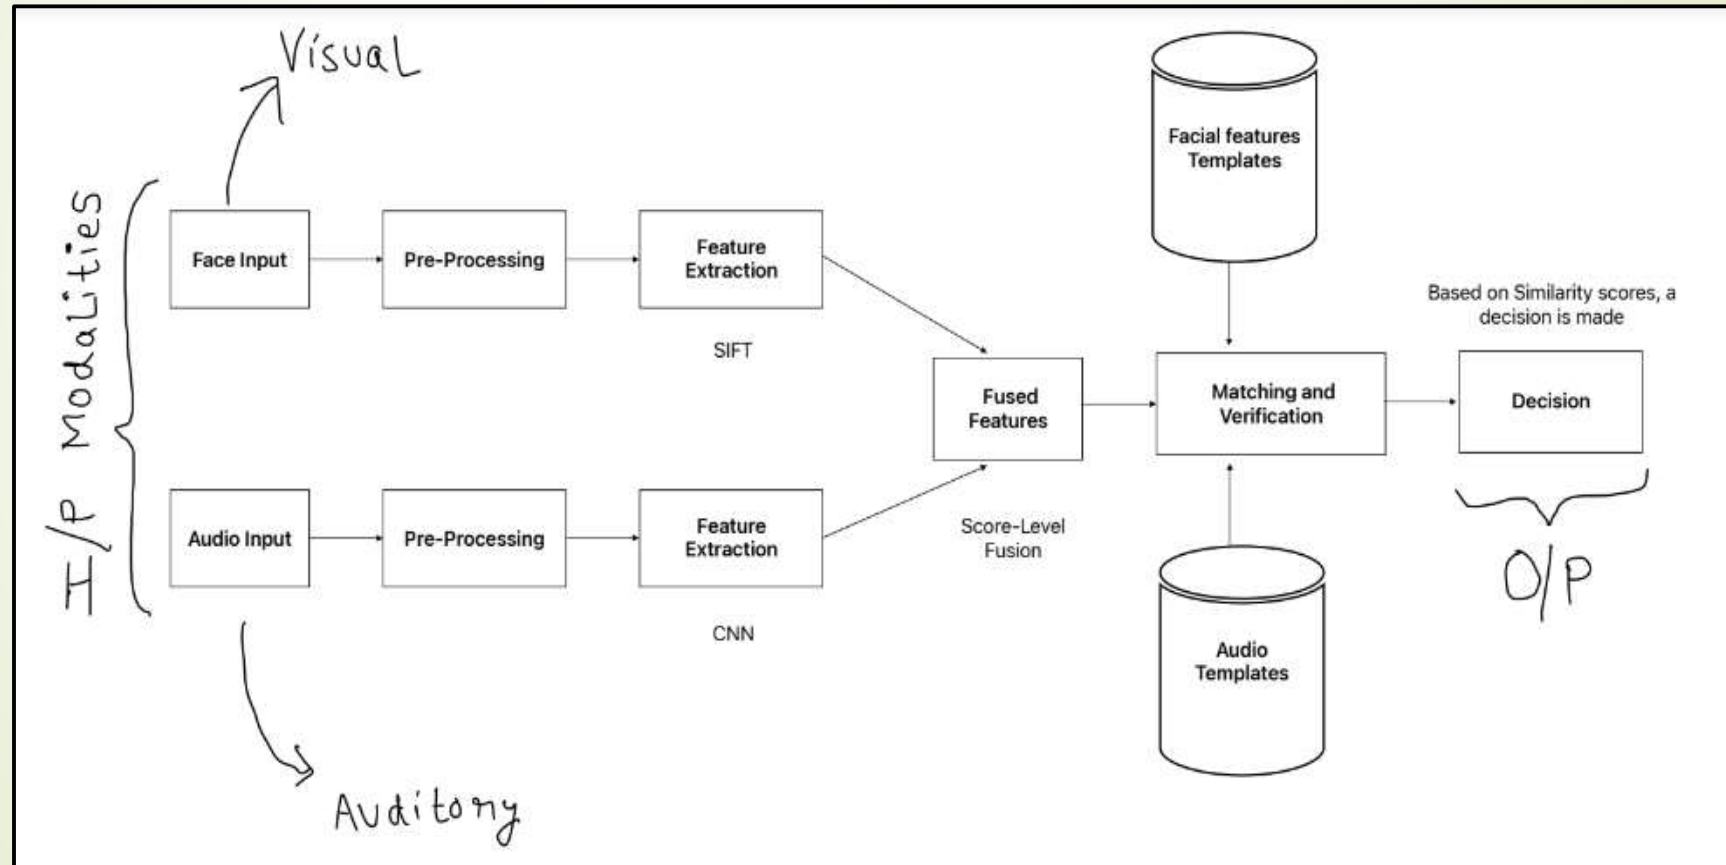 Visual
I/P Modalities
Face Input
Pre-Processing
Feature
Extraction
SIFT
Audio Input
Pre-Processing
Feature
Extraction
CNN
Auditory
Fused
Features
Score-Level
Fusion
Facial features
Templates
Matching and
Verification
Audio
Templates
Based on Similarity scores, a
decision is made
Decision
O/P